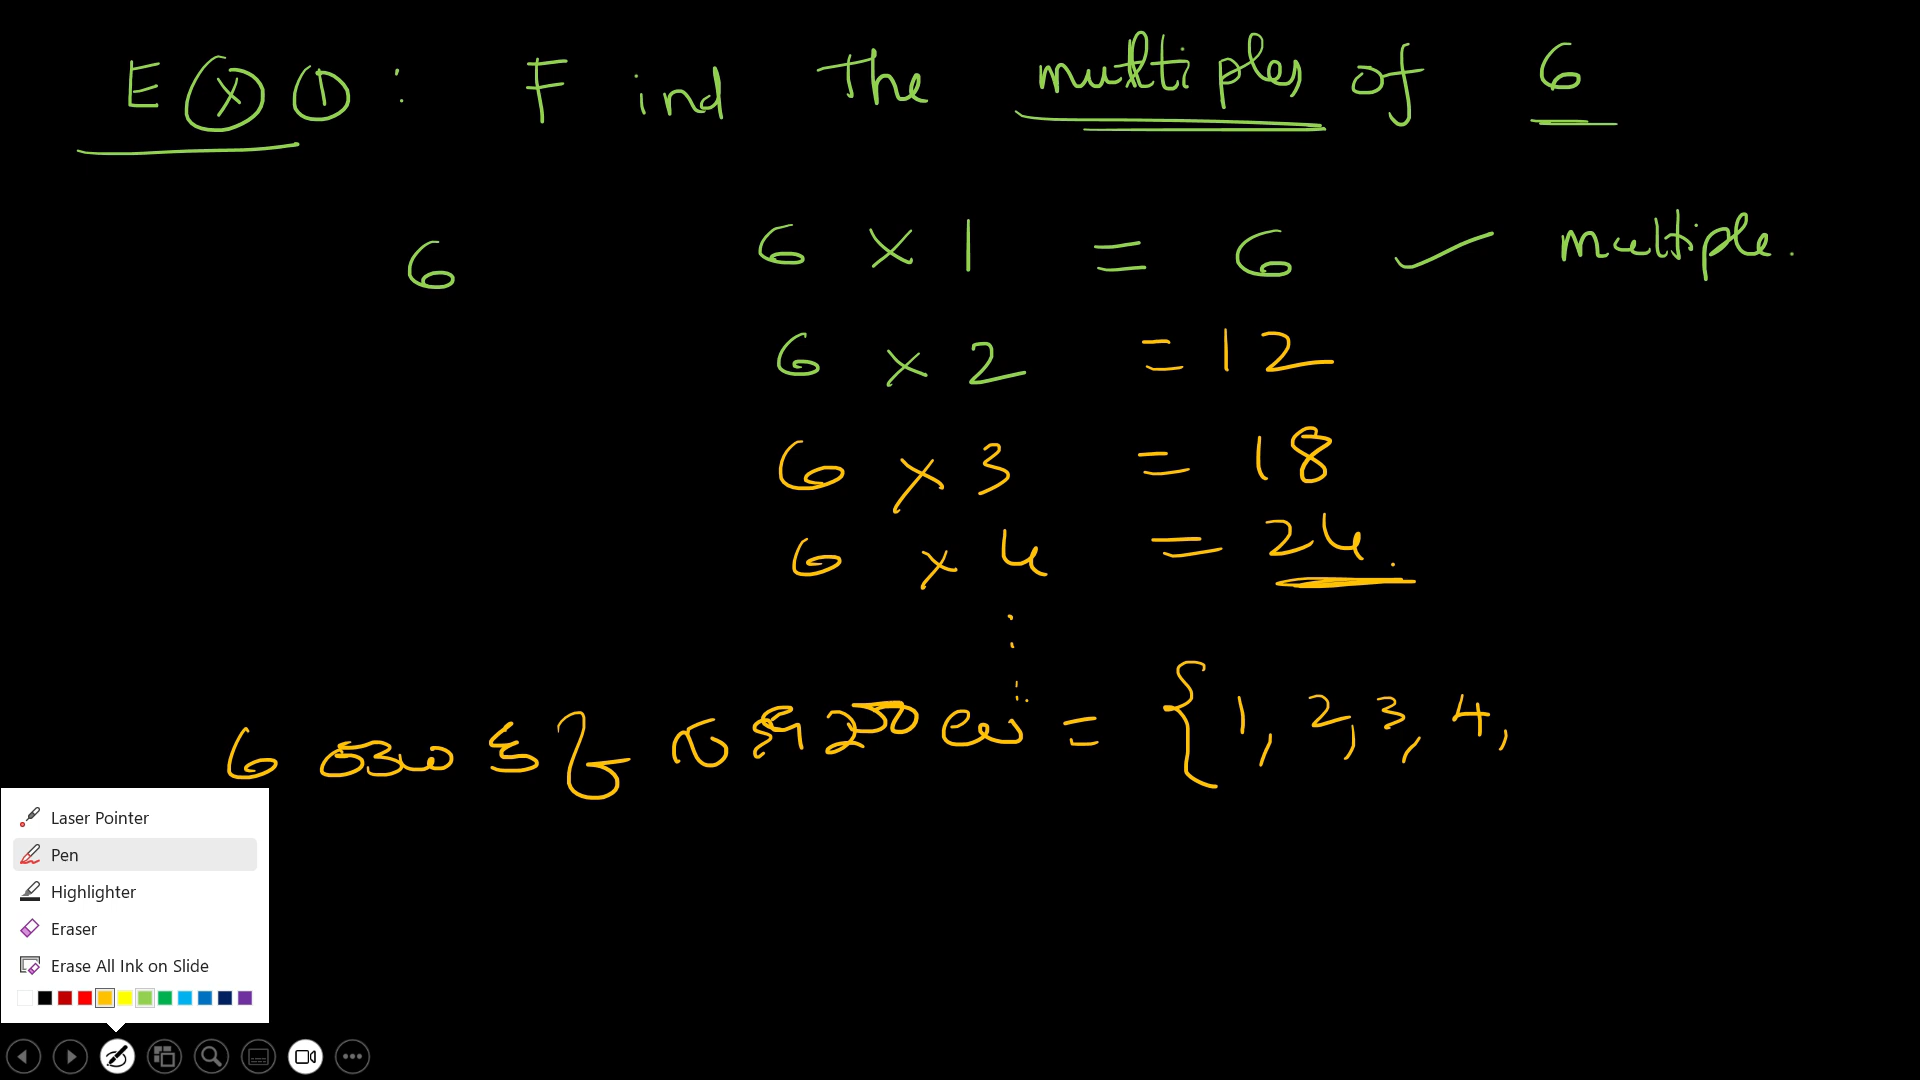 Ex ①: Find the multiples of 6
6 6 × 1 = 6 ✓ multiple.
6 × 2 = 12
6 × 3 = 18
6 × 4 = 24.
6 = { 1, 2, 3, 4,
Laser Pointer
Pen
Highlighter
Eraser
Erase All Ink on Slide